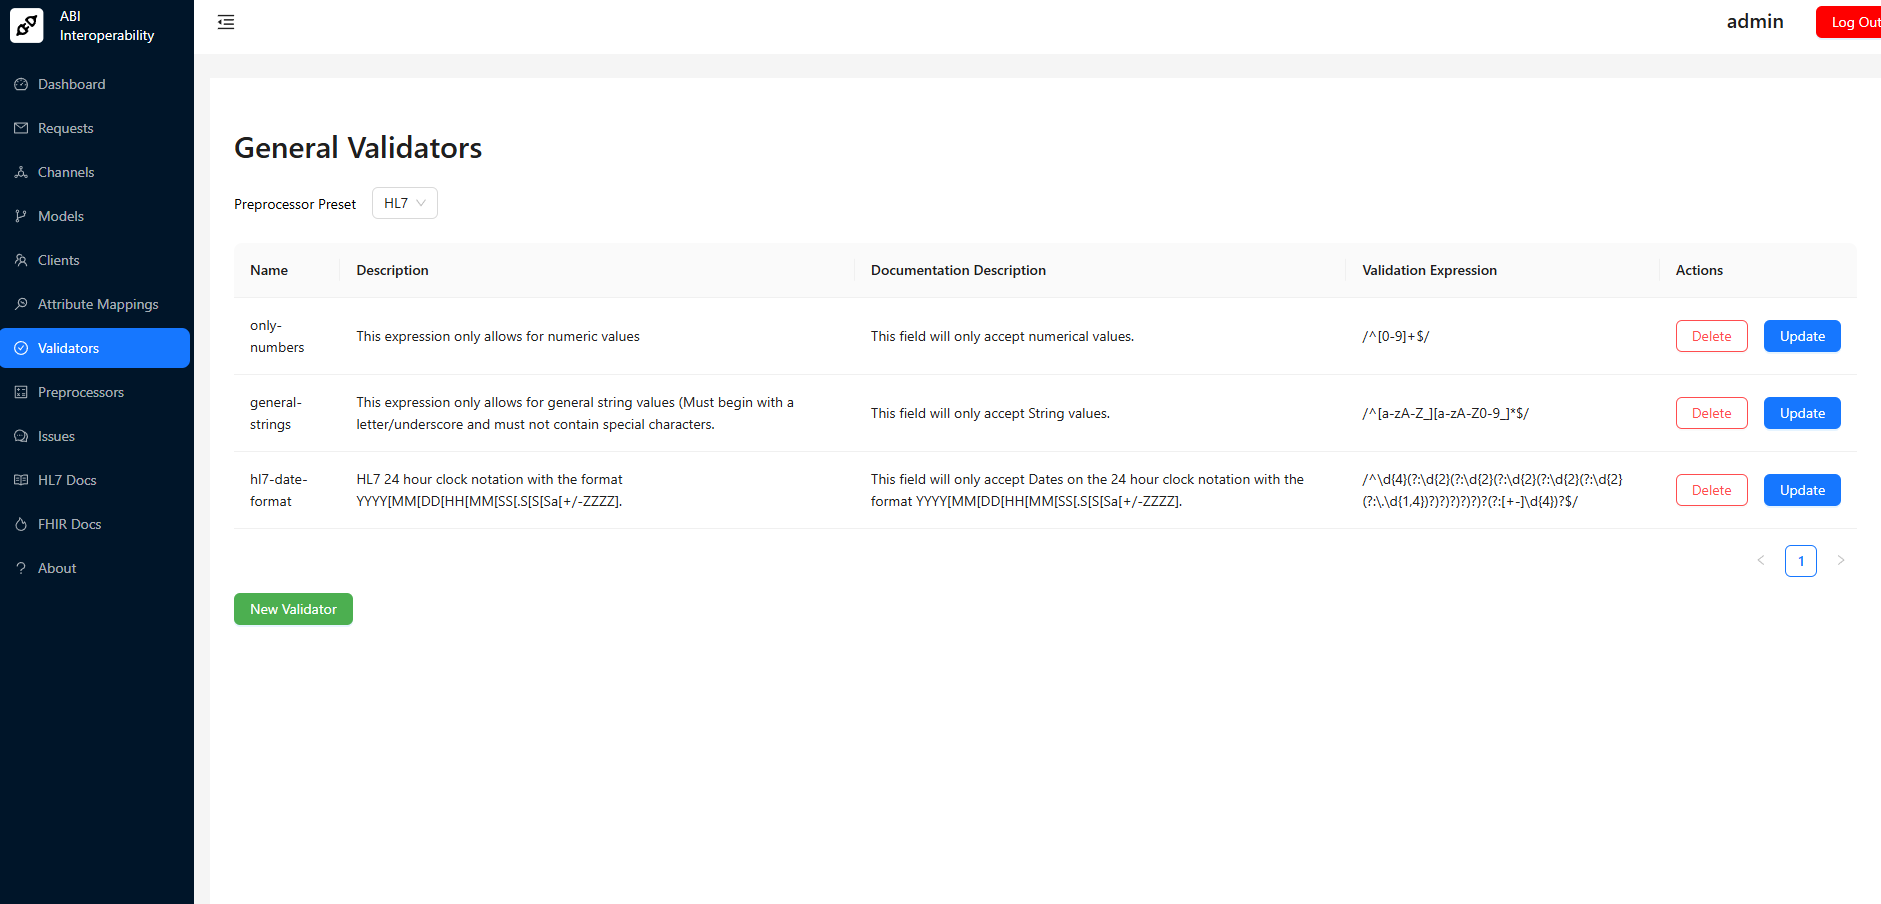 ABI
Interoperability
admin
Log Out
Dashboard
Requests
Channels
Models
Clients
Attribute Mappings
Validators
Preprocessors
Issues
HL7 Docs
FHIR Docs
About
General Validators
Preprocessor Preset HL7
Name Description Documentation Description Validation Expression Actions
only-
numbers
This expression only allows for numeric values
This field will only accept numerical values.
/^[0-9]+$/
Delete Update
general-
strings
This expression only allows for general string values (Must begin with a
letter/underscore and must not contain special characters.
This field will only accept String values.
/^[a-zA-Z_][a-zA-Z0-9_]*$/
Delete Update
hl7-date-
format
HL7 24 hour clock notation with the format
YYYY[MM[DD[HH[MM[SS[.S[S[Sa[+/-ZZZZ].
This field will only accept Dates on the 24 hour clock notation with the
format YYYY[MM[DD[HH[MM[SS[.S[S[Sa[+/-ZZZZ].
/^\d{4}(?:\d{2}(?:\d{2}(?:\d{2}(?:\d{2}(?:\d{2}
(?:\.\d{1,4})?)?)?)?)?)?(?:[+-]\d{4})?$/
Delete Update
1
New Validator